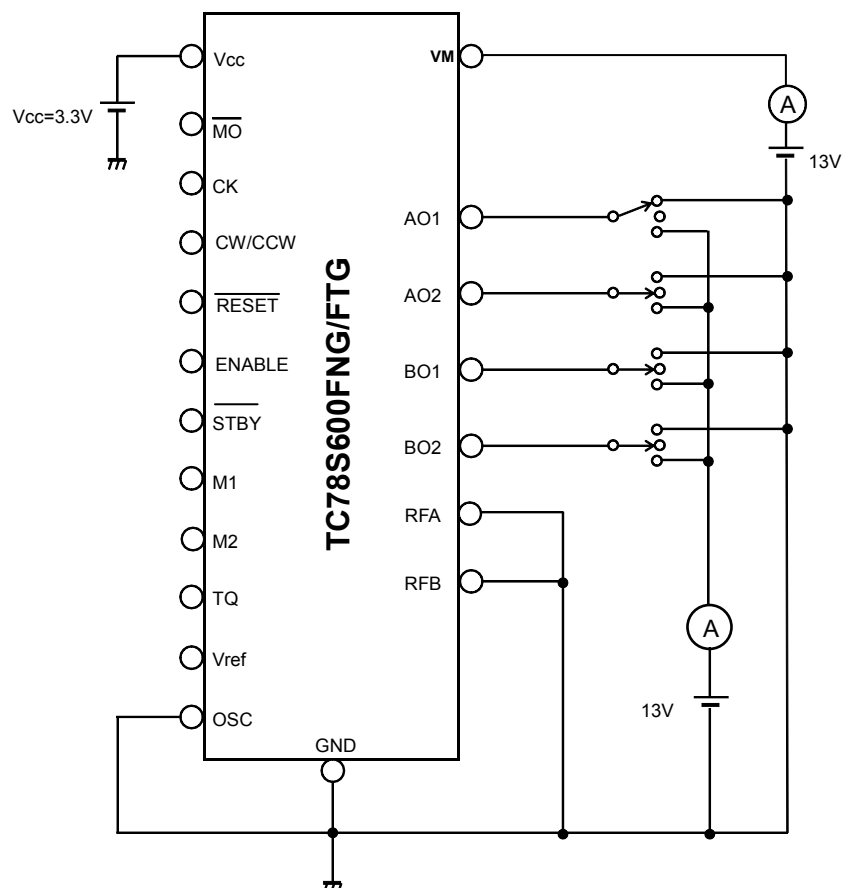 Vcc
VM
Vcc=3.3V
A
13V
MO
CK
AO1
CW/CCW
AO2
RESET
ENABLE
BO1
STBY
BO2
M1
RFA
M2
RFB
TQ
A
Vref
13V
OSC
GND
TC78S600FNG/FTG